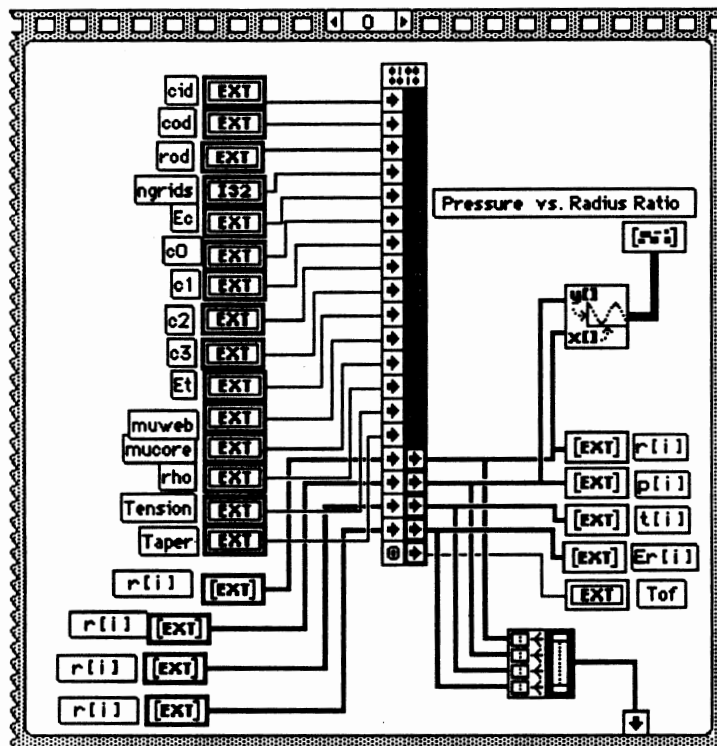 0
cid EXT
cod EXT
rod EXT
ngrids I32
Ec EXT
c0 EXT
c1 EXT
c2 EXT
c3 EXT
Et EXT
muweb EXT
mucore EXT
rho EXT
Tension EXT
Taper EXT
r[i] [EXT]
r[i] [EXT]
r[i] [EXT]
r[i] [EXT]
0100
0010
Pressure vs. Radius Ratio
y[]
x[]
[EXT] r[i]
[EXT] p[i]
[EXT] t[i]
[EXT] Er[i]
EXT Tof